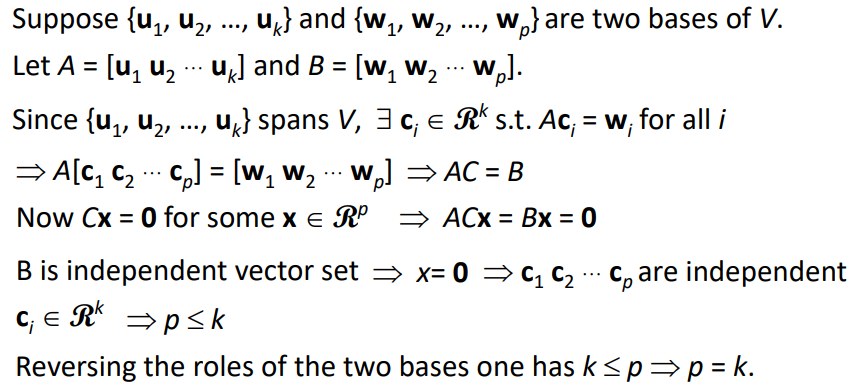 Suppose {u₁, u₂, ..., uₖ} and {w₁, w₂, ..., wₚ} are two bases of V.
Let A = [u₁ u₂ ⋯ uₖ] and B = [w₁ w₂ ⋯ wₚ].
Since {u₁, u₂, ..., uₖ} spans V, ∃ cᵢ ∈ ℛᵏ s.t. Acᵢ = wᵢ for all i
⇒ A[c₁ c₂ ⋯ cₚ] = [w₁ w₂ ⋯ wₚ] ⇒ AC = B
Now Cx = 0 for some x ∈ ℛᵖ ⇒ ACx = Bx = 0
B is independent vector set ⇒ x= 0 ⇒ c₁ c₂ ⋯ cₚ are independent
cᵢ ∈ ℛᵏ ⇒ p ≤ k
Reversing the roles of the two bases one has k ≤ p ⇒ p = k.